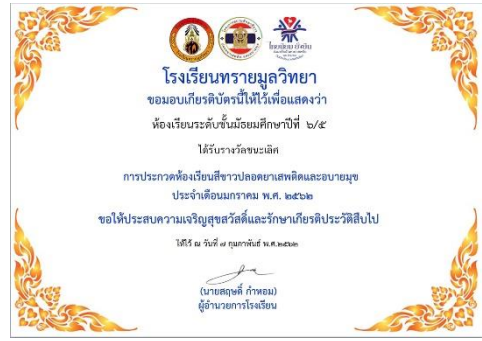 โรงเรียนทรายมูลวิทยา
ขอมอบเกียรติบัตรนี้ให้ไว้เพื่อแสดงว่า
ห้องเรียนระดับชั้นมัธยมศึกษาปีที่ ๖/๕
ได้รับรางวัลชนะเลิศ
การประกวดห้องเรียนสีขาวปลอดยาเสพติดและอบายมุข
ประจำเดือนมกราคม พ.ศ. ๒๕๖๒
ขอให้ประสบความเจริญสุขสวัสดิ์และรักษาเกียรติประวัติสืบไป
ให้ไว้ ณ วันที่ ๗ กุมภาพันธ์ พ.ศ.๒๕๖๒
(นายสฤษดิ์ กำหอม)
ผู้อำนวยการโรงเรียน